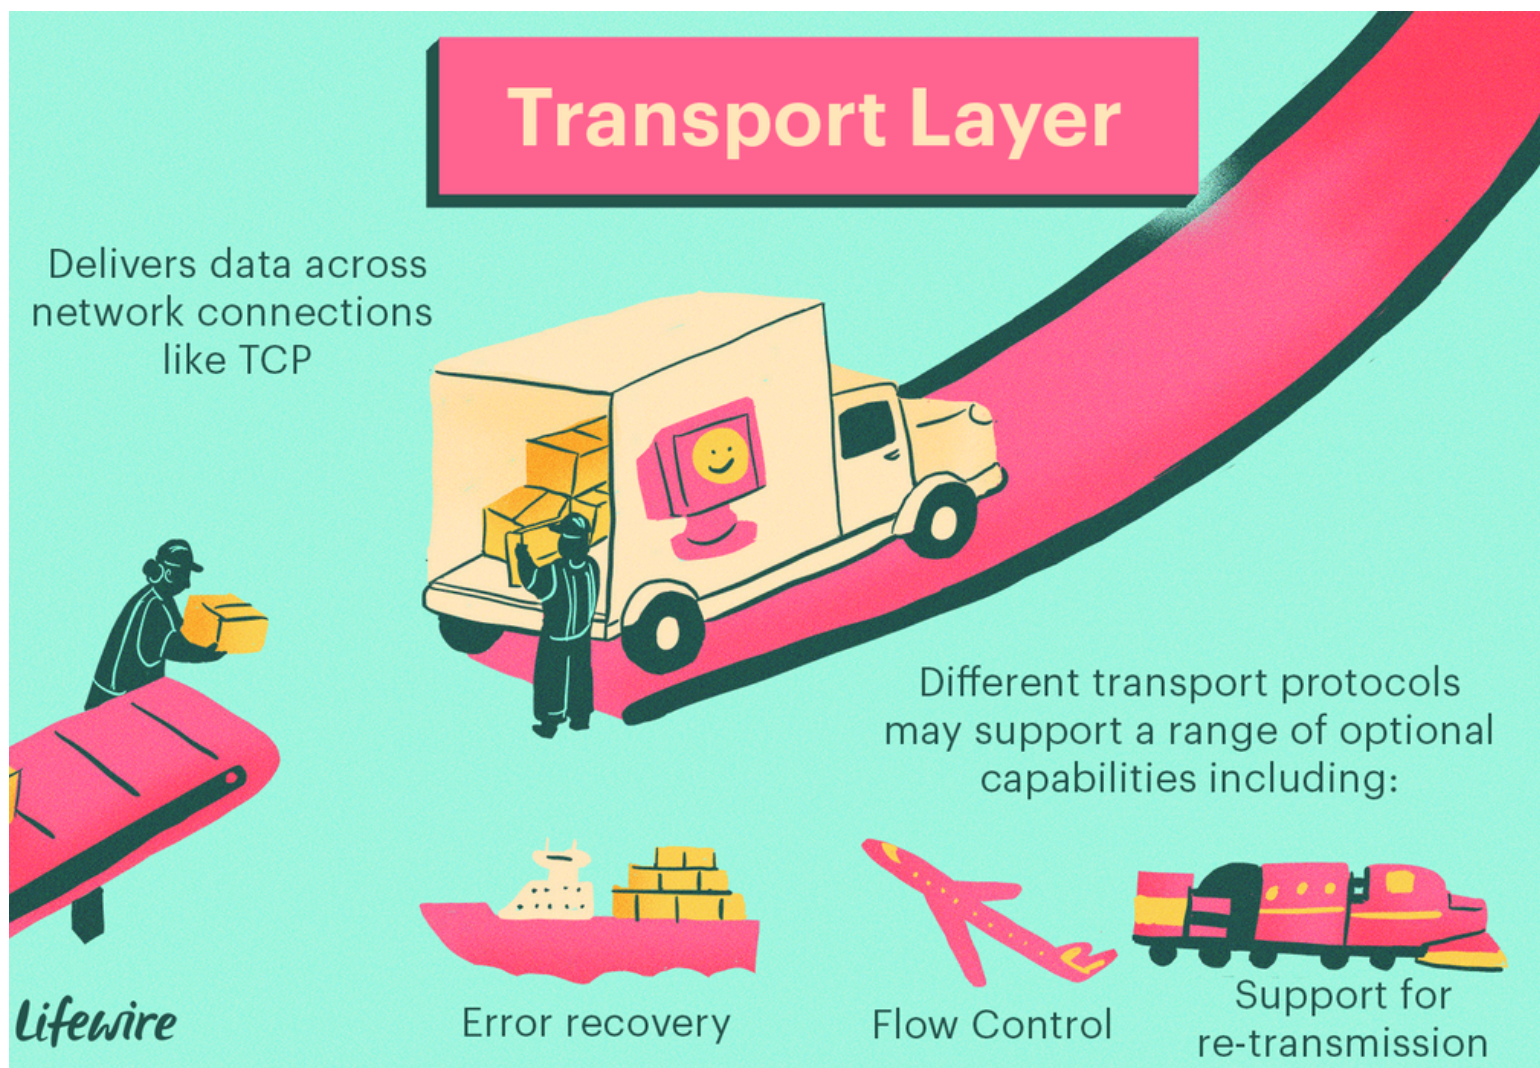 Transport Layer
Delivers data across
network connections
like TCP
Different transport protocols
may support a range of optional
capabilities including:
Error recovery
Flow Control
Support for
re-transmission
Lifewire